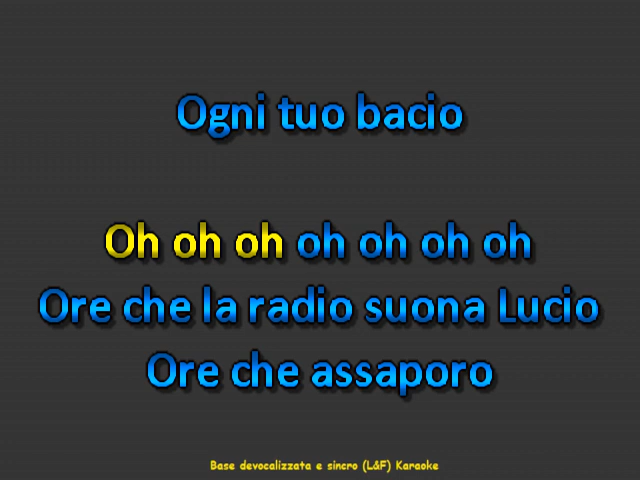 Ogni tuo bacio
Oh oh oh oh oh oh oh
Ore che la radio suona Lucio
Ore che assaporo
Base devocalizzata e sincro (L&F) Karaoke